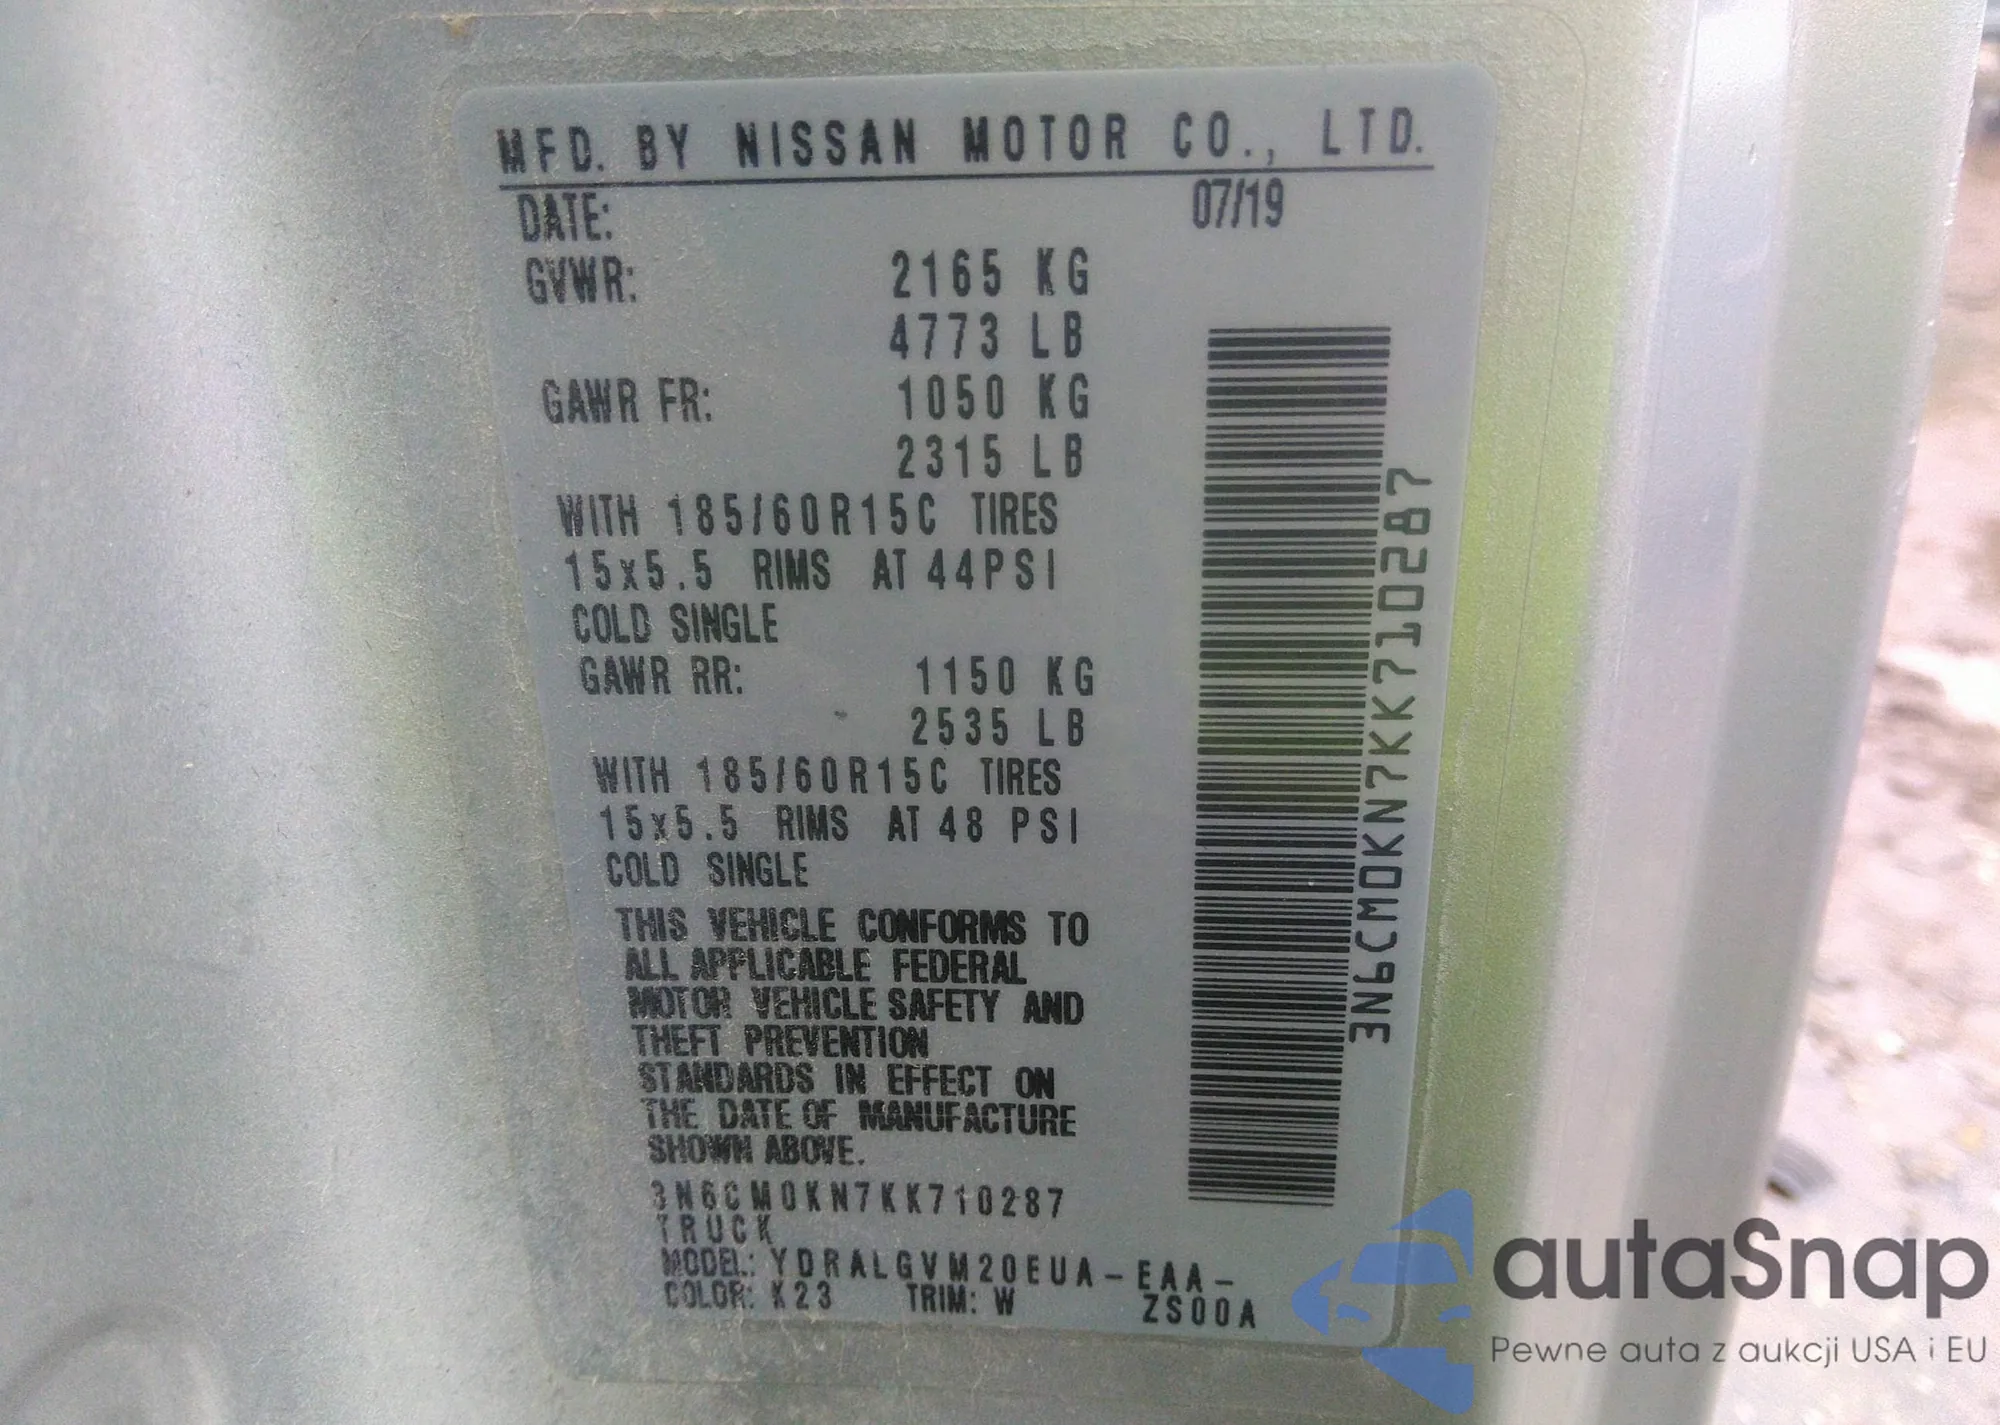 MFD. BY NISSAN MOTOR CO., LTD.
DATE: 07/19
GVWR: 2165 KG
4773 LB
GAWR FR: 1050 KG
2315 LB
WITH 185/60R15C TIRES
15x5.5 RIMS AT 44PSI
COLD SINGLE
GAWR RR: 1150 KG
2535 LB
WITH 185/60R15C TIRES
15x5.5 RIMS AT 48 PSI
COLD SINGLE
THIS VEHICLE CONFORMS TO
ALL APPLICABLE FEDERAL
MOTOR VEHICLE SAFETY AND
THEFT PREVENTION
STANDARDS IN EFFECT ON
THE DATE OF MANUFACTURE
SHOWN ABOVE.
3N6CM0KN7KK710287
TRUCK
MODEL: YDRALGVM20EUA-EAA-
COLOR: K23 TRIM: W ZS00A
3N6CM0KN7KK710287
autaSnap
Pewne auta z aukcji USA i EU